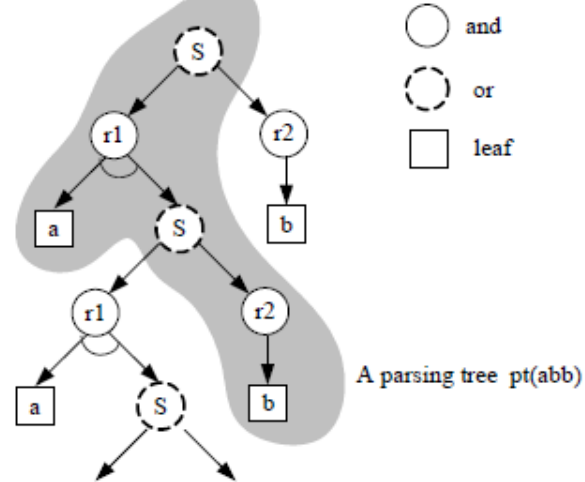 S
and
or
r1
r2
leaf
a
S
b
r1
r2
A parsing tree pt(abb)
a
S
b